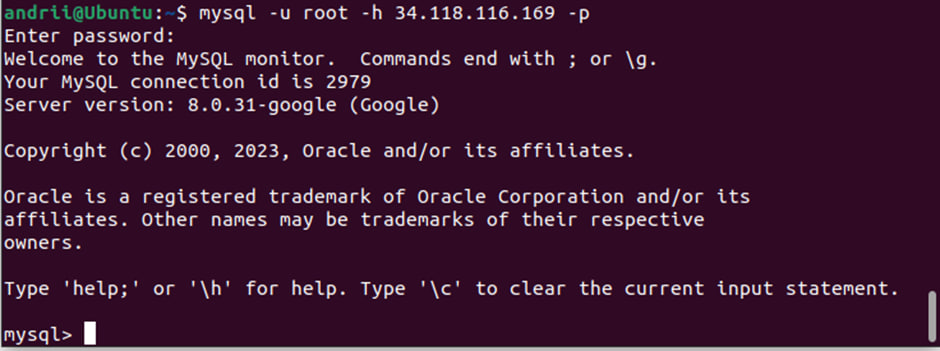 andrii@Ubuntu:~$ mysql -u root -h 34.118.116.169 -p
Enter password:
Welcome to the MySQL monitor.  Commands end with ; or \g.
Your MySQL connection id is 2979
Server version: 8.0.31-google (Google)
Copyright (c) 2000, 2023, Oracle and/or its affiliates.
Oracle is a registered trademark of Oracle Corporation and/or its
affiliates. Other names may be trademarks of their respective
owners.
Type 'help;' or '\h' for help. Type '\c' to clear the current input statement.
mysql>